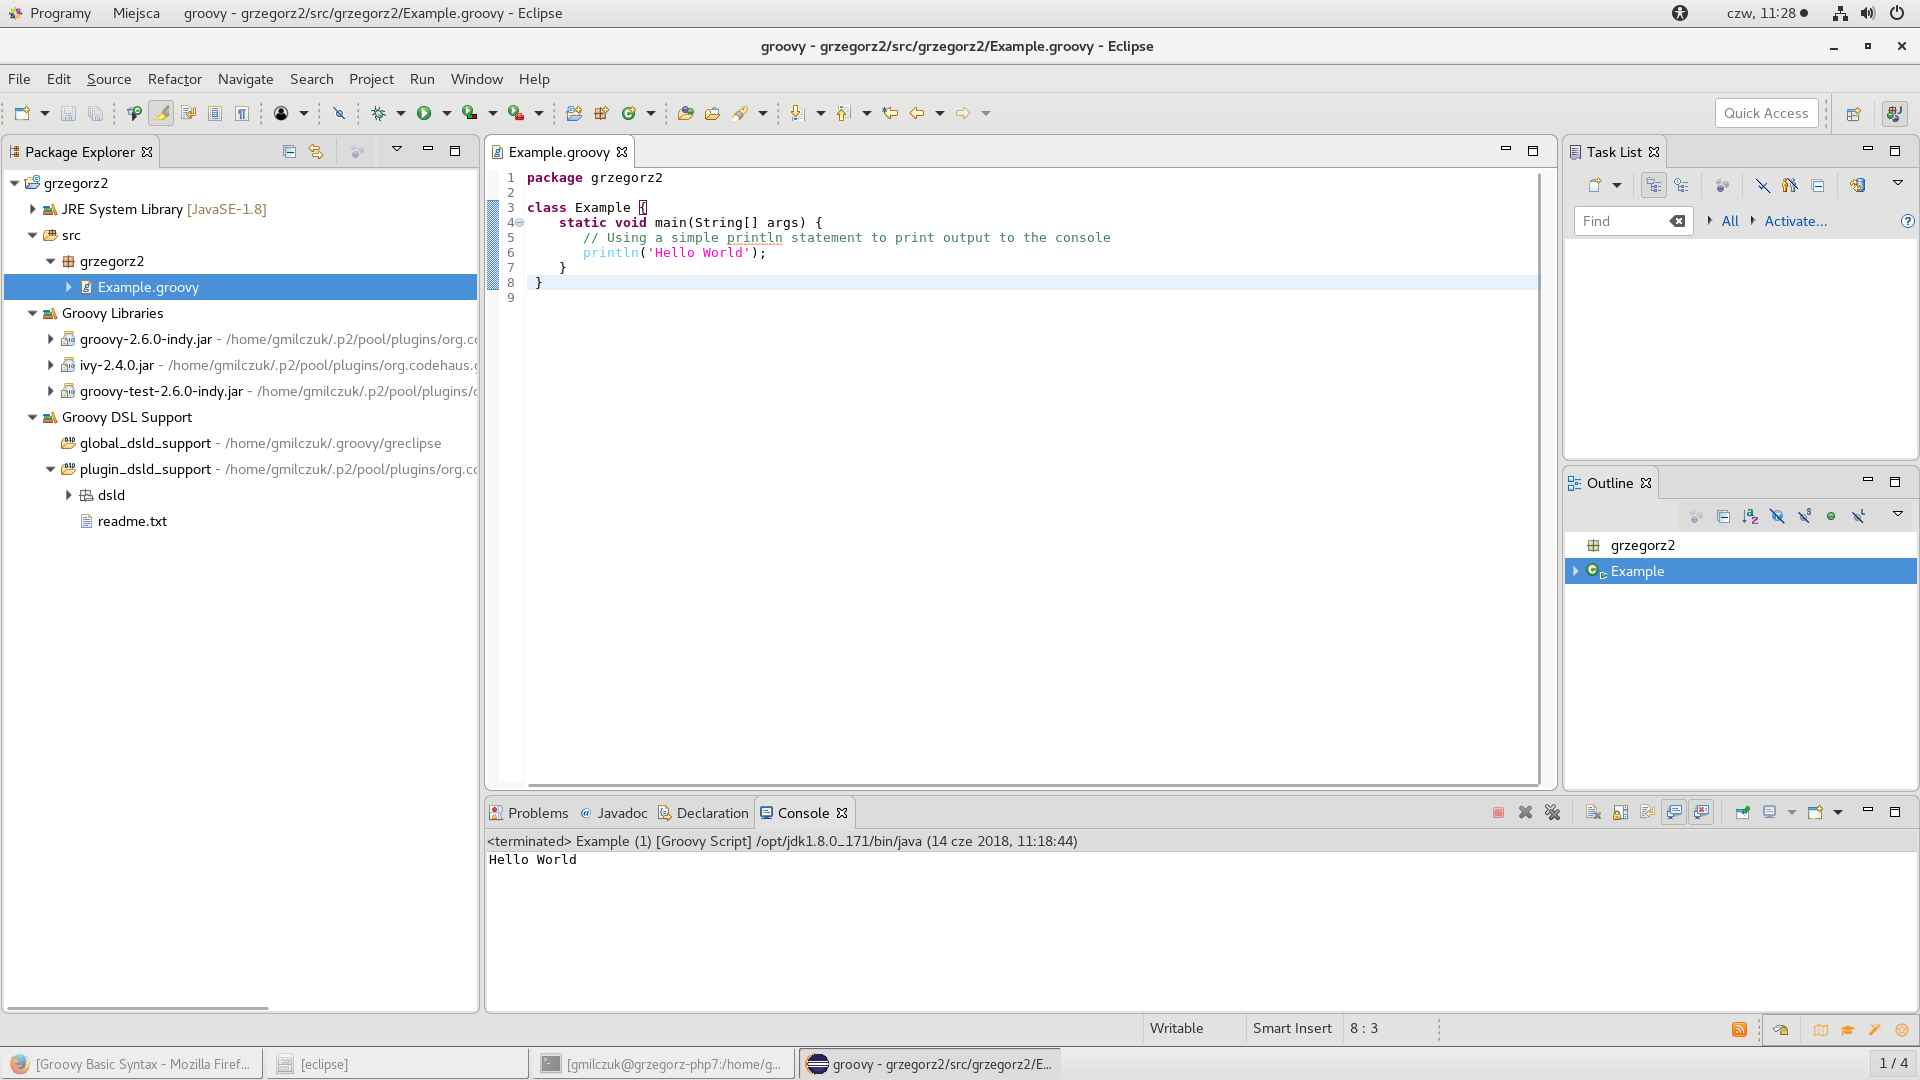 Programy Miejsca groovy - grzegorz2/src/grzegorz2/Example.groovy - Eclipse czw, 11:28
groovy - grzegorz2/src/grzegorz2/Example.groovy - Eclipse
File Edit Source Refactor Navigate Search Project Run Window Help
Quick Access
Package Explorer
grzegorz2
JRE System Library [JavaSE-1.8]
src
grzegorz2
Example.groovy
Groovy Libraries
groovy-2.6.0-indy.jar - /home/gmilczuk/.p2/pool/plugins/org.cc
ivy-2.4.0.jar - /home/gmilczuk/.p2/pool/plugins/org.codehaus.
groovy-test-2.6.0-indy.jar - /home/gmilczuk/.p2/pool/plugins/
Groovy DSL Support
global_dsld_support - /home/gmilczuk/.groovy/greclipse
plugin_dsld_support - /home/gmilczuk/.p2/pool/plugins/org.cc
dsld
readme.txt
Example.groovy
1 package grzegorz2
2
3 class Example {
4 static void main(String[] args) {
5 // Using a simple println statement to print output to the console
6 println('Hello World');
7 }
8 }
9
Task List
Find All Activate...
Outline
grzegorz2
Example
Problems Javadoc Declaration Console
<terminated> Example (1) [Groovy Script] /opt/jdk1.8.0_171/bin/java (14 cze 2018, 11:18:44)
Hello World
Writable Smart Insert 8 : 3
[Groovy Basic Syntax - Mozilla Firef... [eclipse] [gmilczuk@grzegorz-php7:/home/g... groovy - grzegorz2/src/grzegorz2/E... 1 / 4